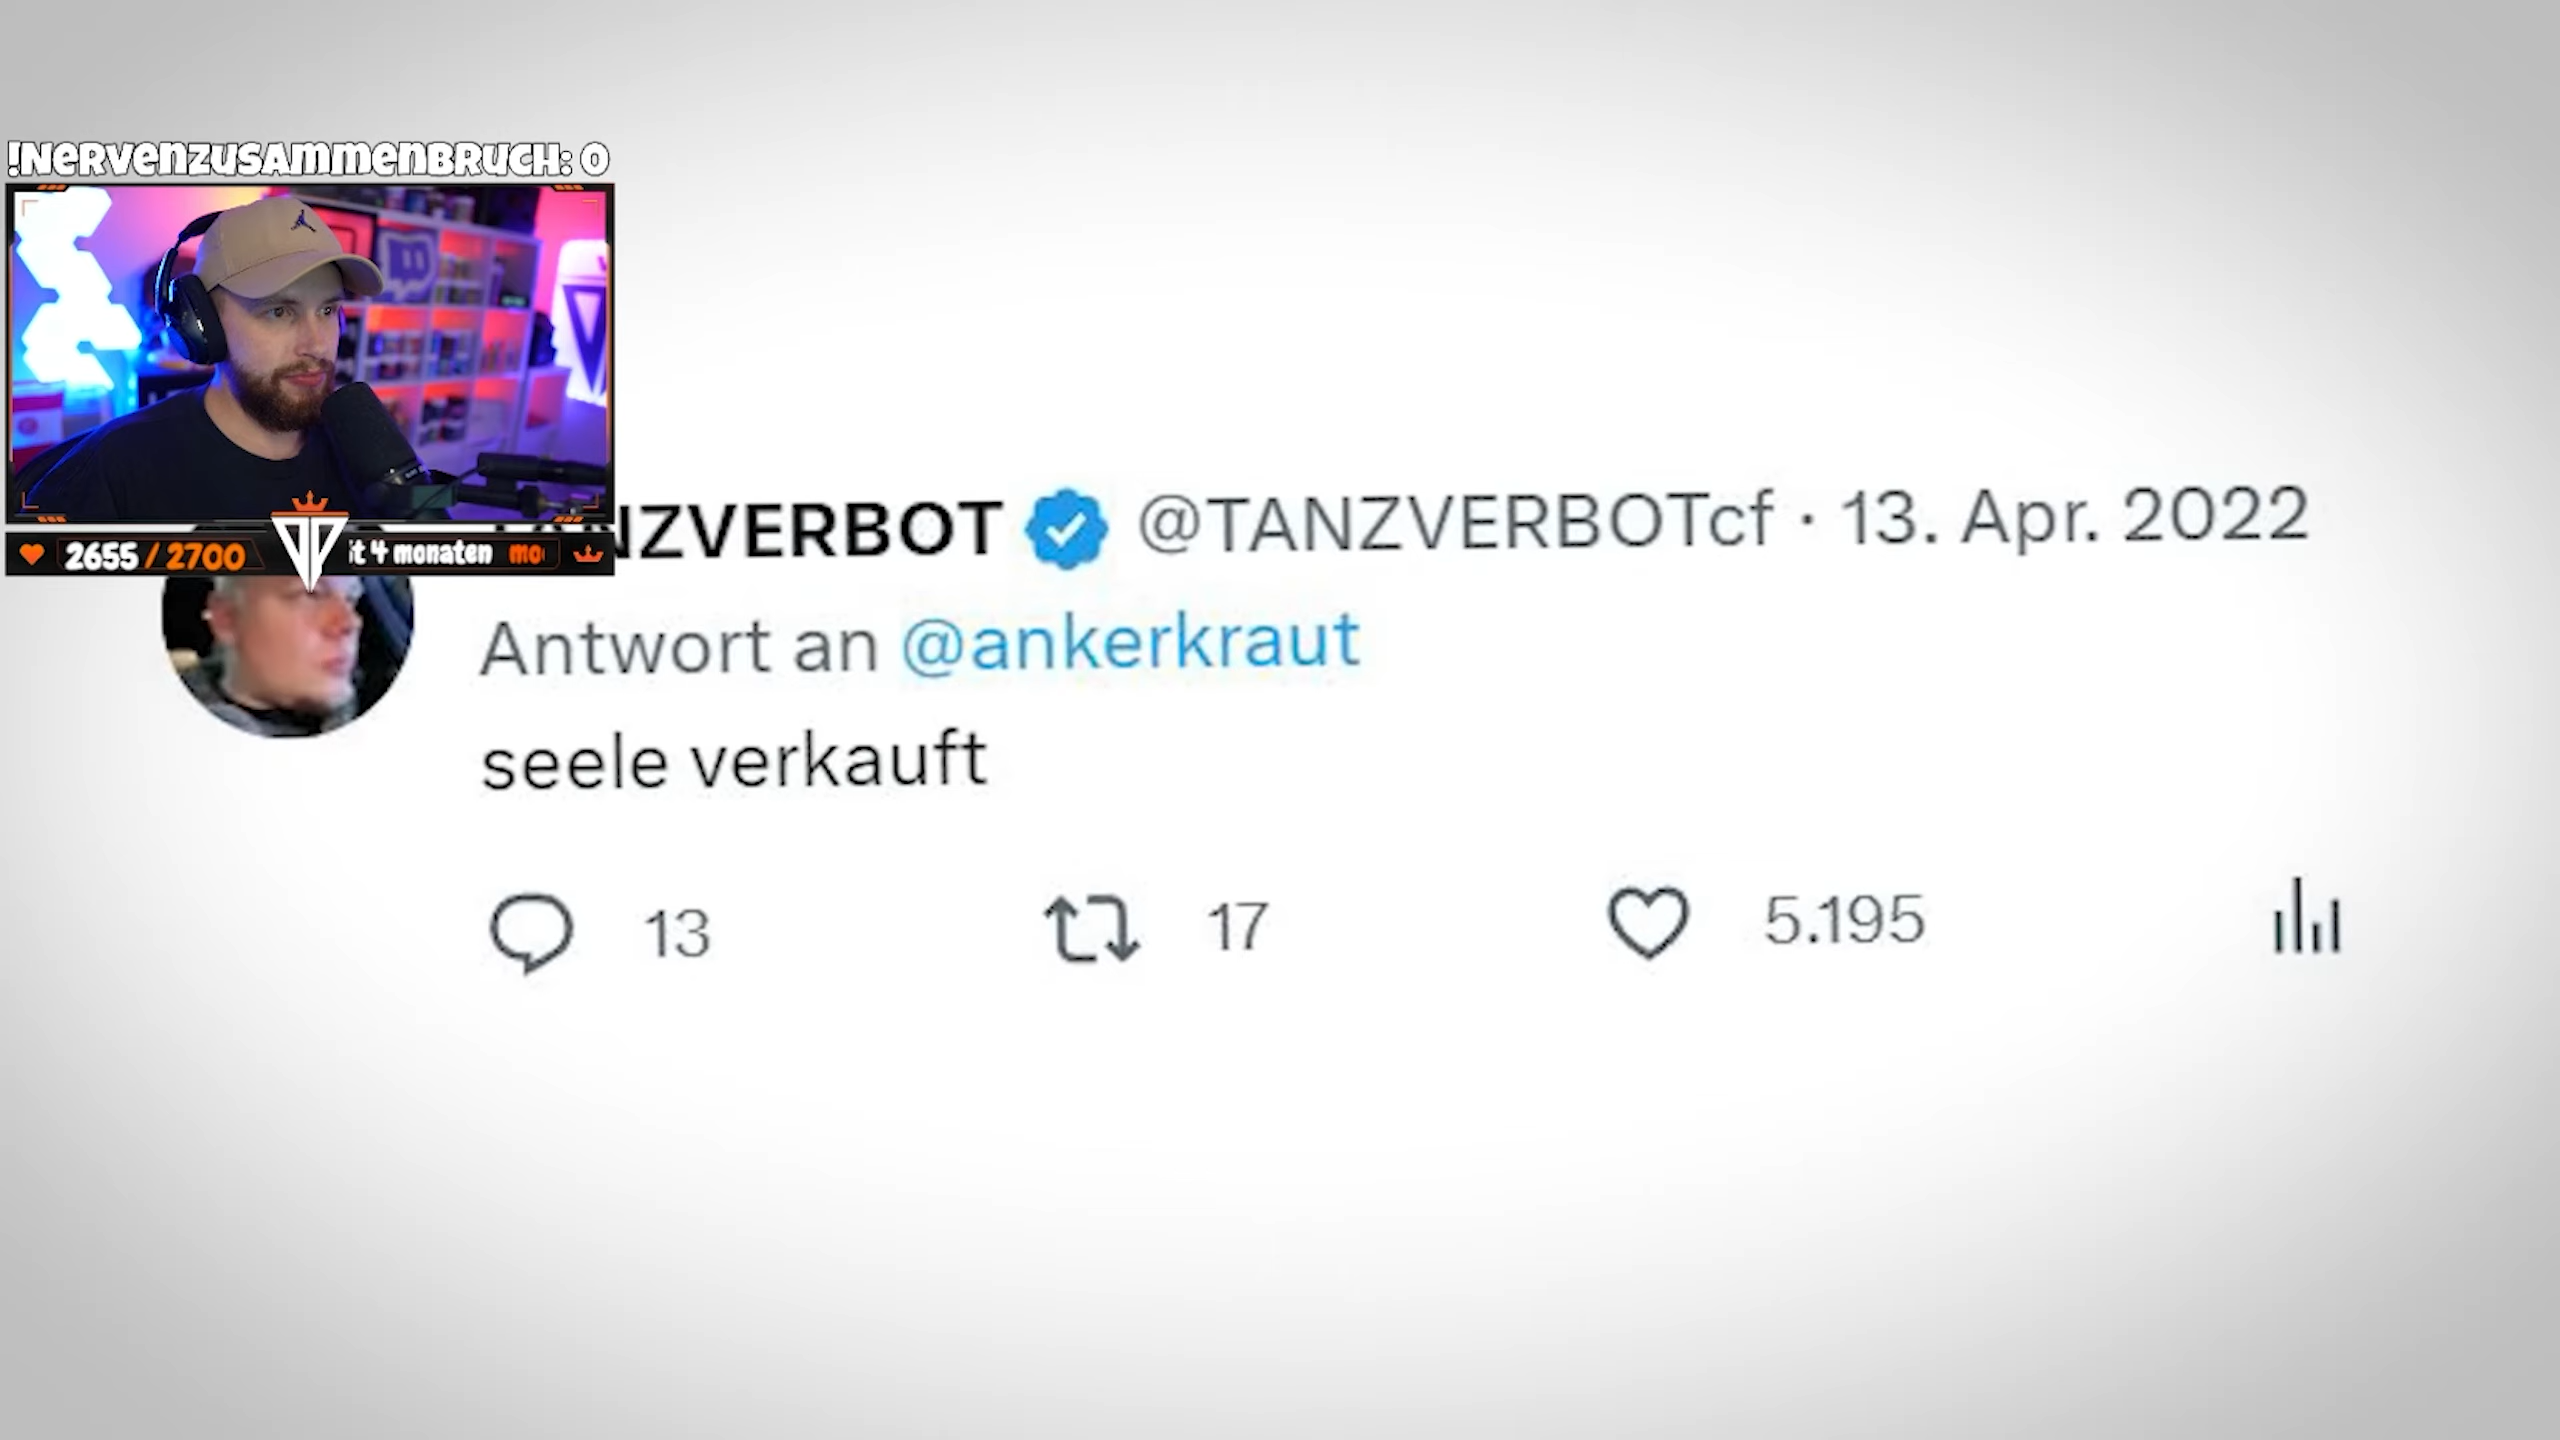 !NERVENZUSAMMENBRUCH: 0
2655 / 2700
it 4 monaten
TANZVERBOT @TANZVERBOTcf · 13. Apr. 2022
Antwort an @ankerkraut
seele verkauft
13 17 5.195